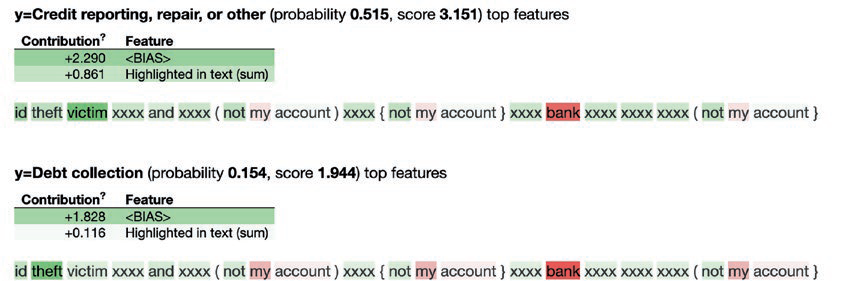 y=Credit reporting, repair, or other (probability 0.515, score 3.151) top features
Contribution? Feature
+2.290 <BIAS>
+0.861 Highlighted in text (sum)
id theft victim xxxx and xxxx ( not my account ) xxxx { not my account } xxxx bank xxxx xxxx xxxx ( not my account }
y=Debt collection (probability 0.154, score 1.944) top features
Contribution? Feature
+1.828 <BIAS>
+0.116 Highlighted in text (sum)
id theft victim xxxx and xxxx ( not my account ) xxxx { not my account } xxxx bank xxxx xxxx xxxx ( not my account }